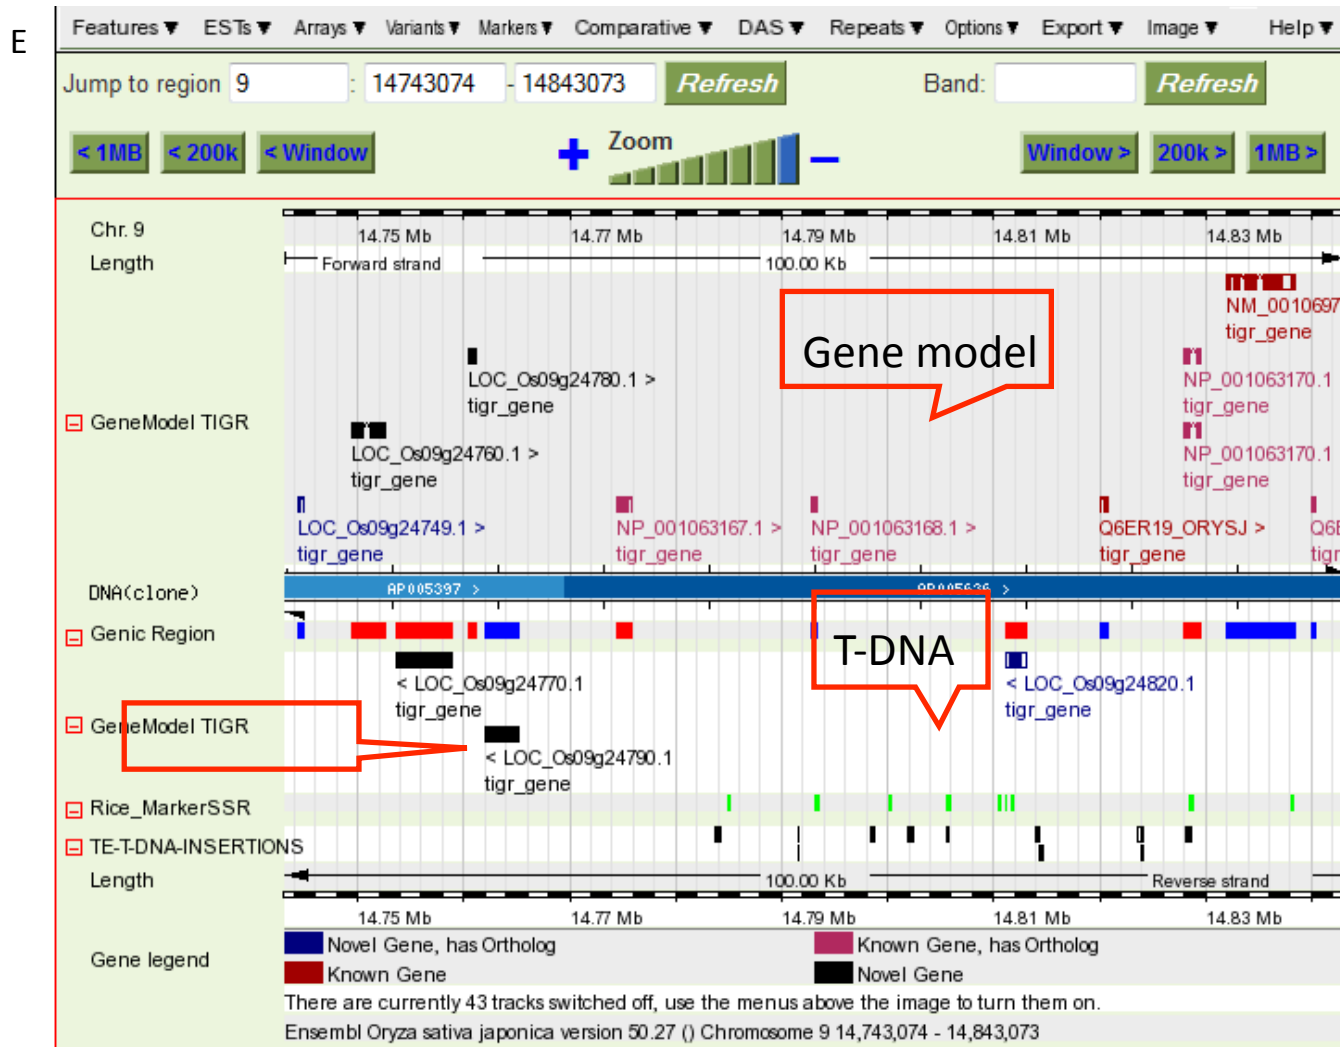 E
Features ▼ ESTs ▼ Arrays ▼ Variants ▼ Markers ▼ Comparative ▼ DAS ▼ Repeats ▼ Options ▼ Export ▼ Image ▼ Help ▼
Jump to region 9 : 14743074 - 14843073 Refresh Band: Refresh
< 1MB < 200k < Window + Zoom – Window > 200k > 1MB >
Chr. 9 14.75 Mb 14.77 Mb 14.79 Mb 14.81 Mb 14.83 Mb
Length Forward strand 100.00 Kb
NM_0010697
tigr_gene
Gene model
LOC_Os09g24780.1 > NP_001063170.1
tigr_gene tigr_gene
GeneModel TIGR
LOC_Os09g24760.1 > NP_001063170.1
tigr_gene tigr_gene
LOC_Os09g24749.1 > NP_001063167.1 > NP_001063168.1 > Q6ER19_ORYSJ > Q6E
tigr_gene tigr_gene tigr_gene tigr_gene tigr
DNA(clone) AP005397 > AP005636 >
Genic Region
T-DNA
< LOC_Os09g24770.1 < LOC_Os09g24820.1
tigr_gene tigr_gene
GeneModel TIGR
< LOC_Os09g24790.1
tigr_gene
Rice_MarkerSSR
TE-T-DNA-INSERTIONS
Length 100.00 Kb Reverse strand
14.75 Mb 14.77 Mb 14.79 Mb 14.81 Mb 14.83 Mb
Gene legend
Novel Gene, has Ortholog Known Gene, has Ortholog
Known Gene Novel Gene
There are currently 43 tracks switched off, use the menus above the image to turn them on.
Ensembl Oryza sativa japonica version 50.27 () Chromosome 9 14,743,074 - 14,843,073